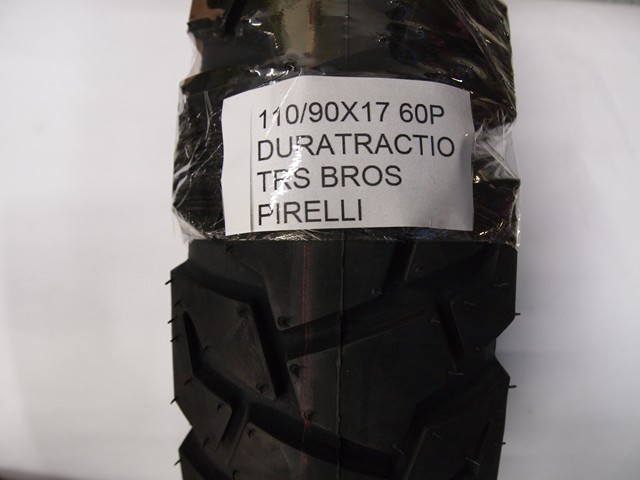 110/90X17 60P
DURATRACTIO
TRS BROS
PIRELLI